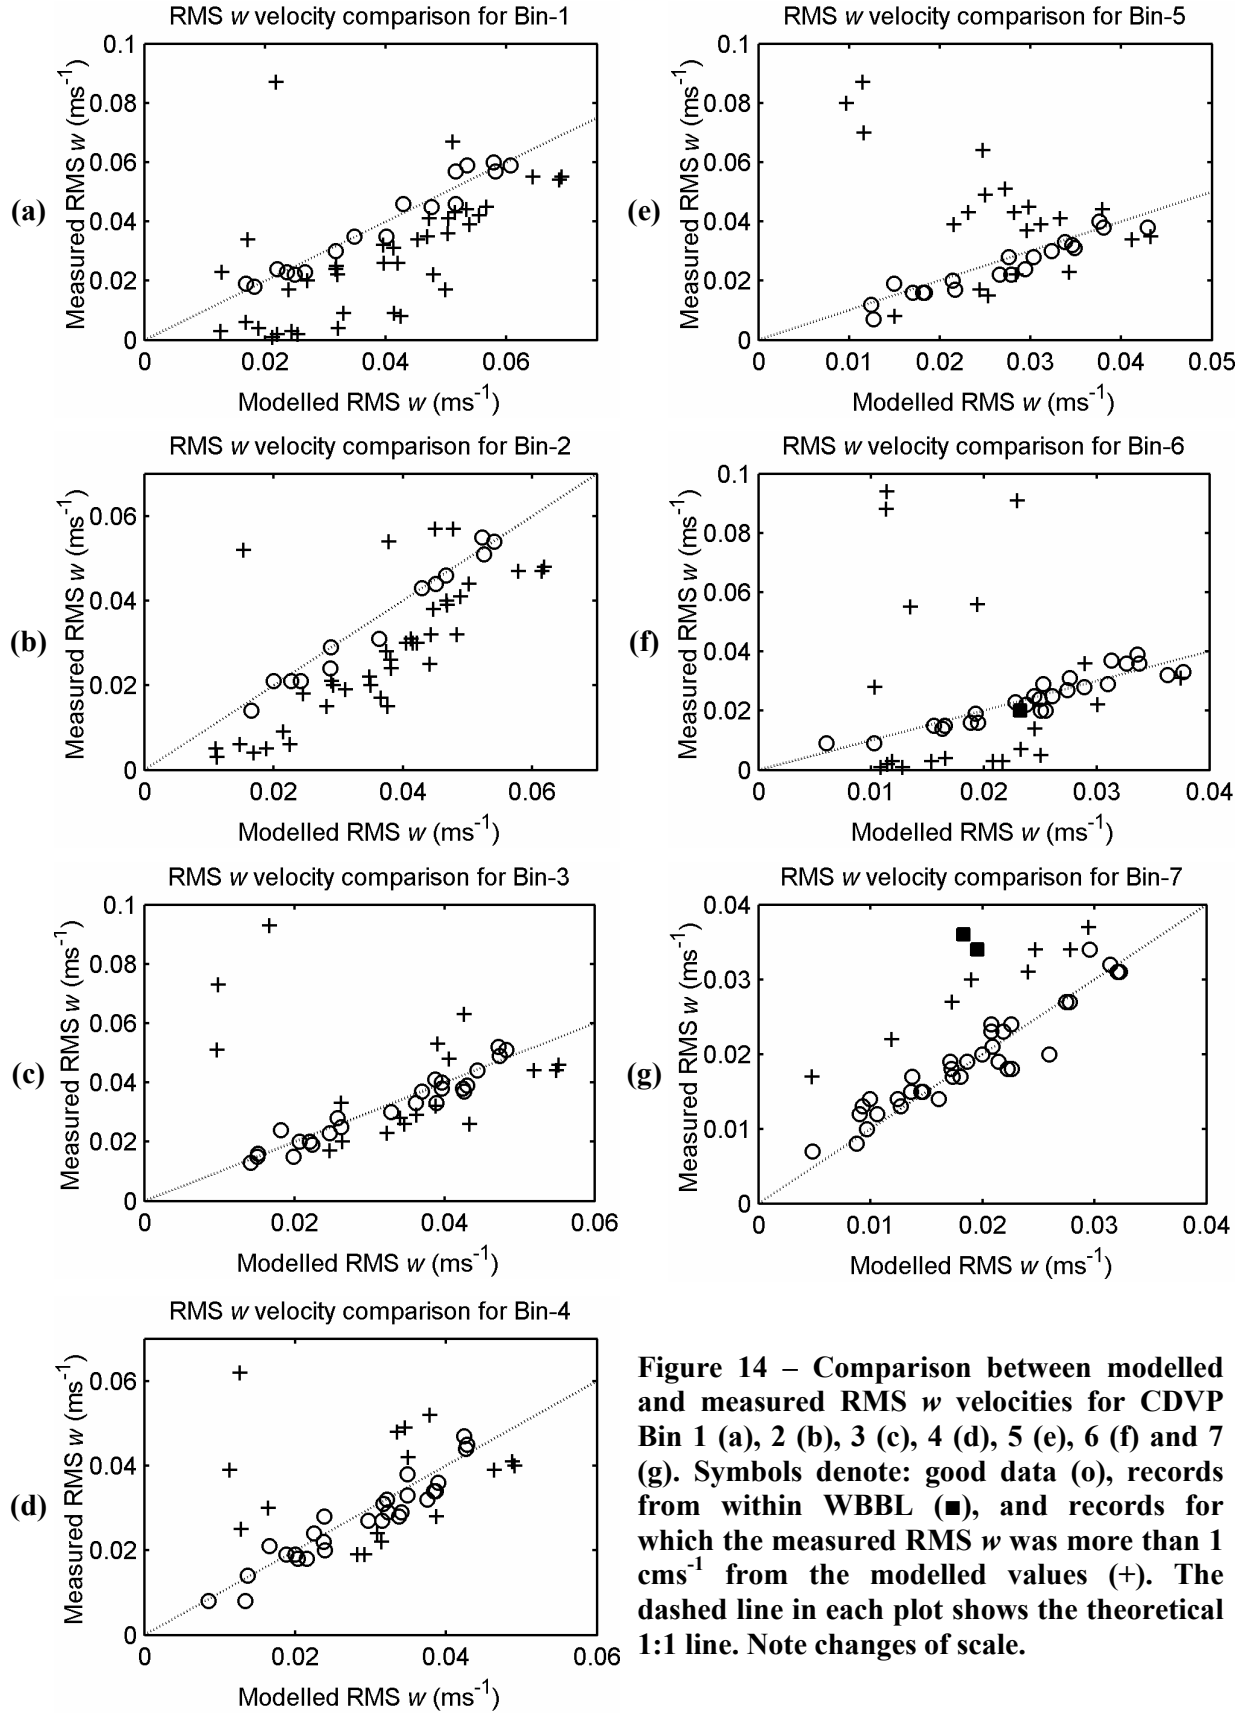 RMS w velocity comparison for Bin-1
(a)
Measured RMS w (ms⁻¹)
0.1
0.08
0.06
0.04
0.02
0
0 0.02 0.04 0.06
Modelled RMS w (ms⁻¹)
RMS w velocity comparison for Bin-2
(b)
Measured RMS w (ms⁻¹)
0.06
0.04
0.02
0
0 0.02 0.04 0.06
Modelled RMS w (ms⁻¹)
RMS w velocity comparison for Bin-3
(c)
Measured RMS w (ms⁻¹)
0.1
0.08
0.06
0.04
0.02
0
0 0.02 0.04 0.06
Modelled RMS w (ms⁻¹)
RMS w velocity comparison for Bin-4
(d)
Measured RMS w (ms⁻¹)
0.06
0.04
0.02
0
0 0.02 0.04 0.06
Modelled RMS w (ms⁻¹)
RMS w velocity comparison for Bin-5
(e)
Measured RMS w (ms⁻¹)
0.1
0.08
0.06
0.04
0.02
0
0 0.01 0.02 0.03 0.04 0.05
Modelled RMS w (ms⁻¹)
RMS w velocity comparison for Bin-6
(f)
Measured RMS w (ms⁻¹)
0.1
0.08
0.06
0.04
0.02
0
0 0.01 0.02 0.03 0.04
Modelled RMS w (ms⁻¹)
RMS w velocity comparison for Bin-7
(g)
Measured RMS w (ms⁻¹)
0.04
0.03
0.02
0.01
0
0 0.01 0.02 0.03 0.04
Modelled RMS w (ms⁻¹)
Figure 14 – Comparison between modelled
and measured RMS w velocities for CDVP
Bin 1 (a), 2 (b), 3 (c), 4 (d), 5 (e), 6 (f) and 7
(g). Symbols denote: good data (o), records
from within WBBL (■), and records for
which the measured RMS w was more than 1
cms⁻¹ from the modelled values (+). The
dashed line in each plot shows the theoretical
1:1 line. Note changes of scale.